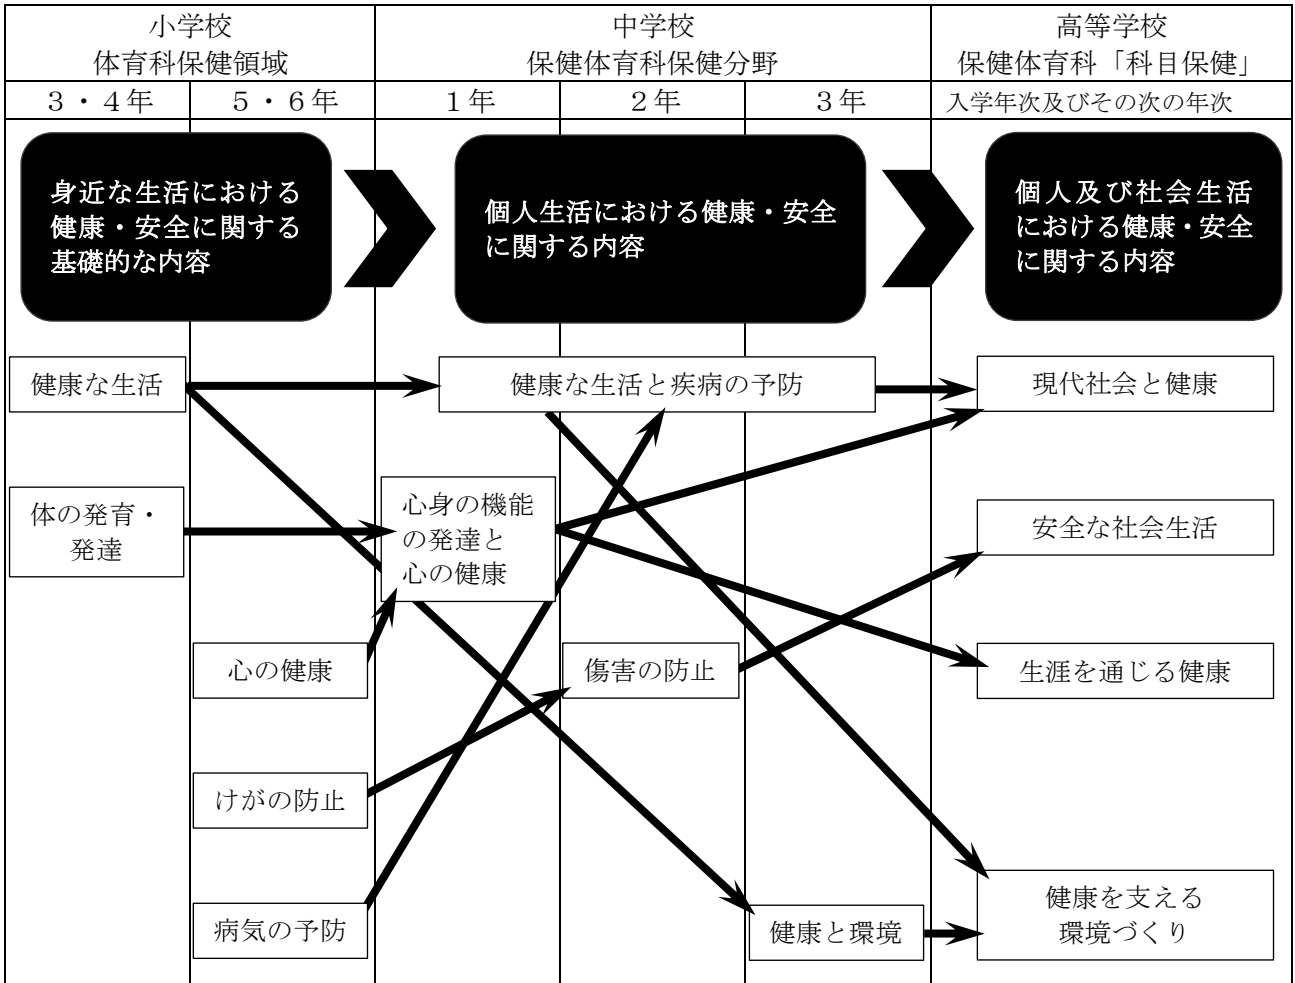 小学校
体育科保健領域
中学校
保健体育科保健分野
高等学校
保健体育科「科目保健」
３・４年
５・６年
１年
２年
３年
入学年次及びその次の年次
身近な生活における
健康・安全に関する
基礎的な内容
個人生活における健康・安全
に関する内容
個人及び社会生活
における健康・安全
に関する内容
健康な生活
健康な生活と疾病の予防
現代社会と健康
体の発育・
発達
心身の機能
の発達と
心の健康
安全な社会生活
心の健康
傷害の防止
生涯を通じる健康
けがの防止
病気の予防
健康と環境
健康を支える
環境づくり